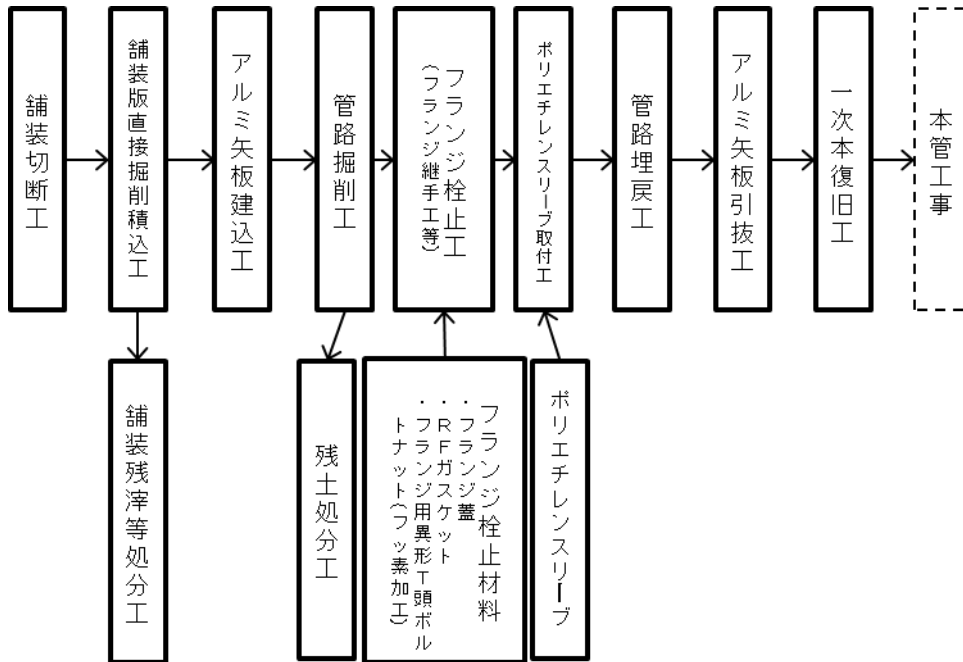 舗装切断工
舗装版直接掘削積込工
アルミ矢板建込工
管路掘削工
フランジ栓止工
(フランジ継手工等)
ポリエチレンスリーブ取付工
管路埋戻工
アルミ矢板引抜工
一次本復旧工
本管工事
舗装残滓等処分工
残土処分工
フランジ栓止材料
・フランジ蓋
・RFガスケット
・フランジ用異形T頭ボル
トナット(フッ素加工)
ポリエチレンスリーブ